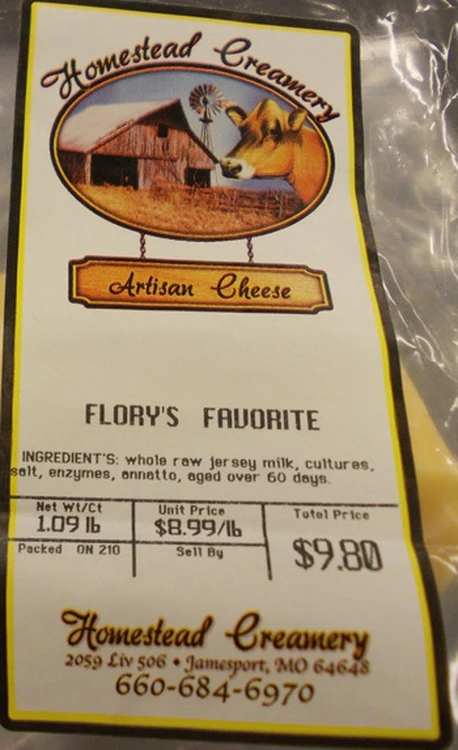 Homestead Creamery
Artisan Cheese
FLORY'S FAVORITE
INGREDIENT'S: whole raw jersey milk, cultures,
salt, enzymes, annatto, aged over 60 days.
Net Wt/Ct Unit Price Total Price
1.09 lb $8.99/lb $9.80
Packed ON 210 Sell By
Homestead Creamery
2059 Liv 506 • Jamesport, MO 64648
660-684-6970